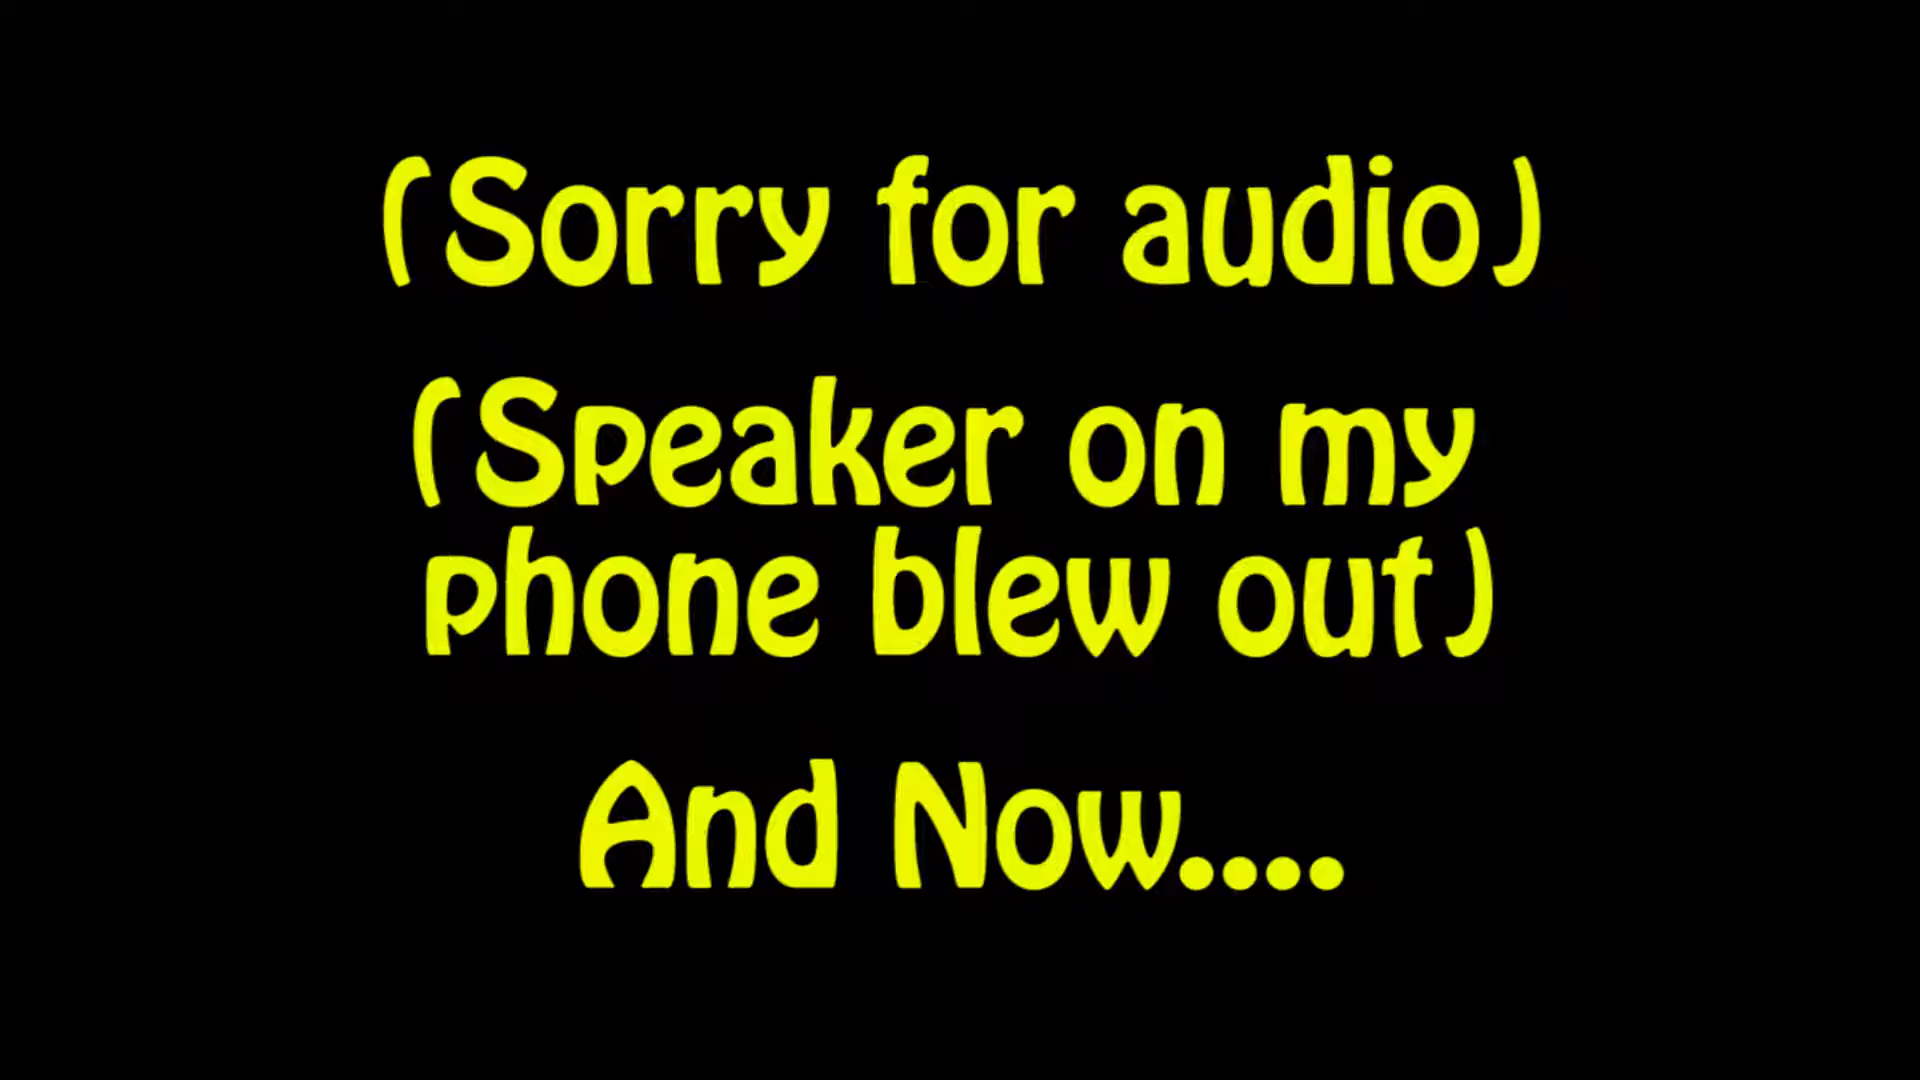 (Sorry for audio)
(Speaker on my
phone blew out)
And Now....